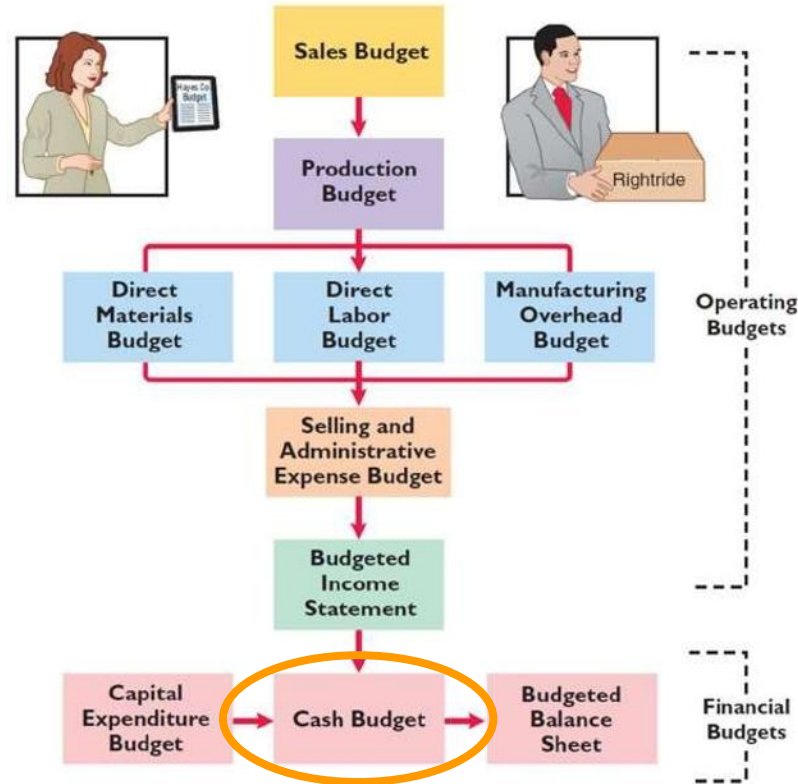 Sales Budget
Hayes Co.
Budget
Production
Budget
Rightride
Direct
Materials
Budget
Direct
Labor
Budget
Manufacturing
Overhead
Budget
Operating
Budgets
Selling and
Administrative
Expense Budget
Budgeted
Income
Statement
Capital
Expenditure
Budget
Cash Budget
Budgeted
Balance
Sheet
Financial
Budgets